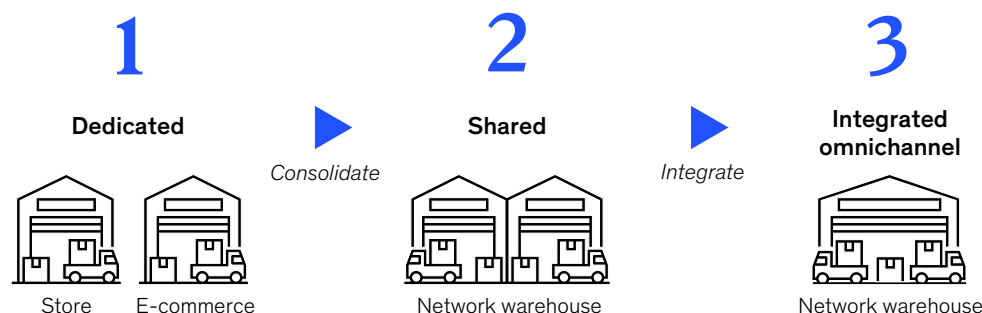 1
2
3
Dedicated
Consolidate
Shared
Integrate
Integrated
omnichannel
Store
E-commerce
Network warehouse
Network warehouse